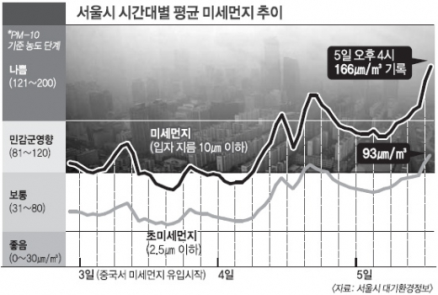 서울시 시간대별 평균 미세먼지 추이
*PM-10
기준 농도 단계
나쁨
(121~200)
민감군영향
(81~120)
보통
(31~80)
좋음
(0~30㎍/㎥)
5일 오후 4시
166㎍/㎥ 기록
미세먼지
(입자 지름 10㎛ 이하)
93㎍/㎥
초미세먼지
(2.5㎛ 이하)
3일 (중국서 미세먼지 유입시작)
4일
5일
〈자료: 서울시 대기환경정보〉